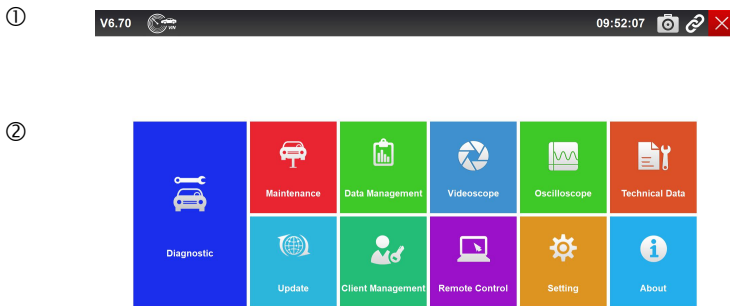 ①
V6.70 VIN 09:52:07
②
Maintenance Data Management Videoscope Oscilloscope Technical Data
Diagnostic
Update Client Management Remote Control Setting About